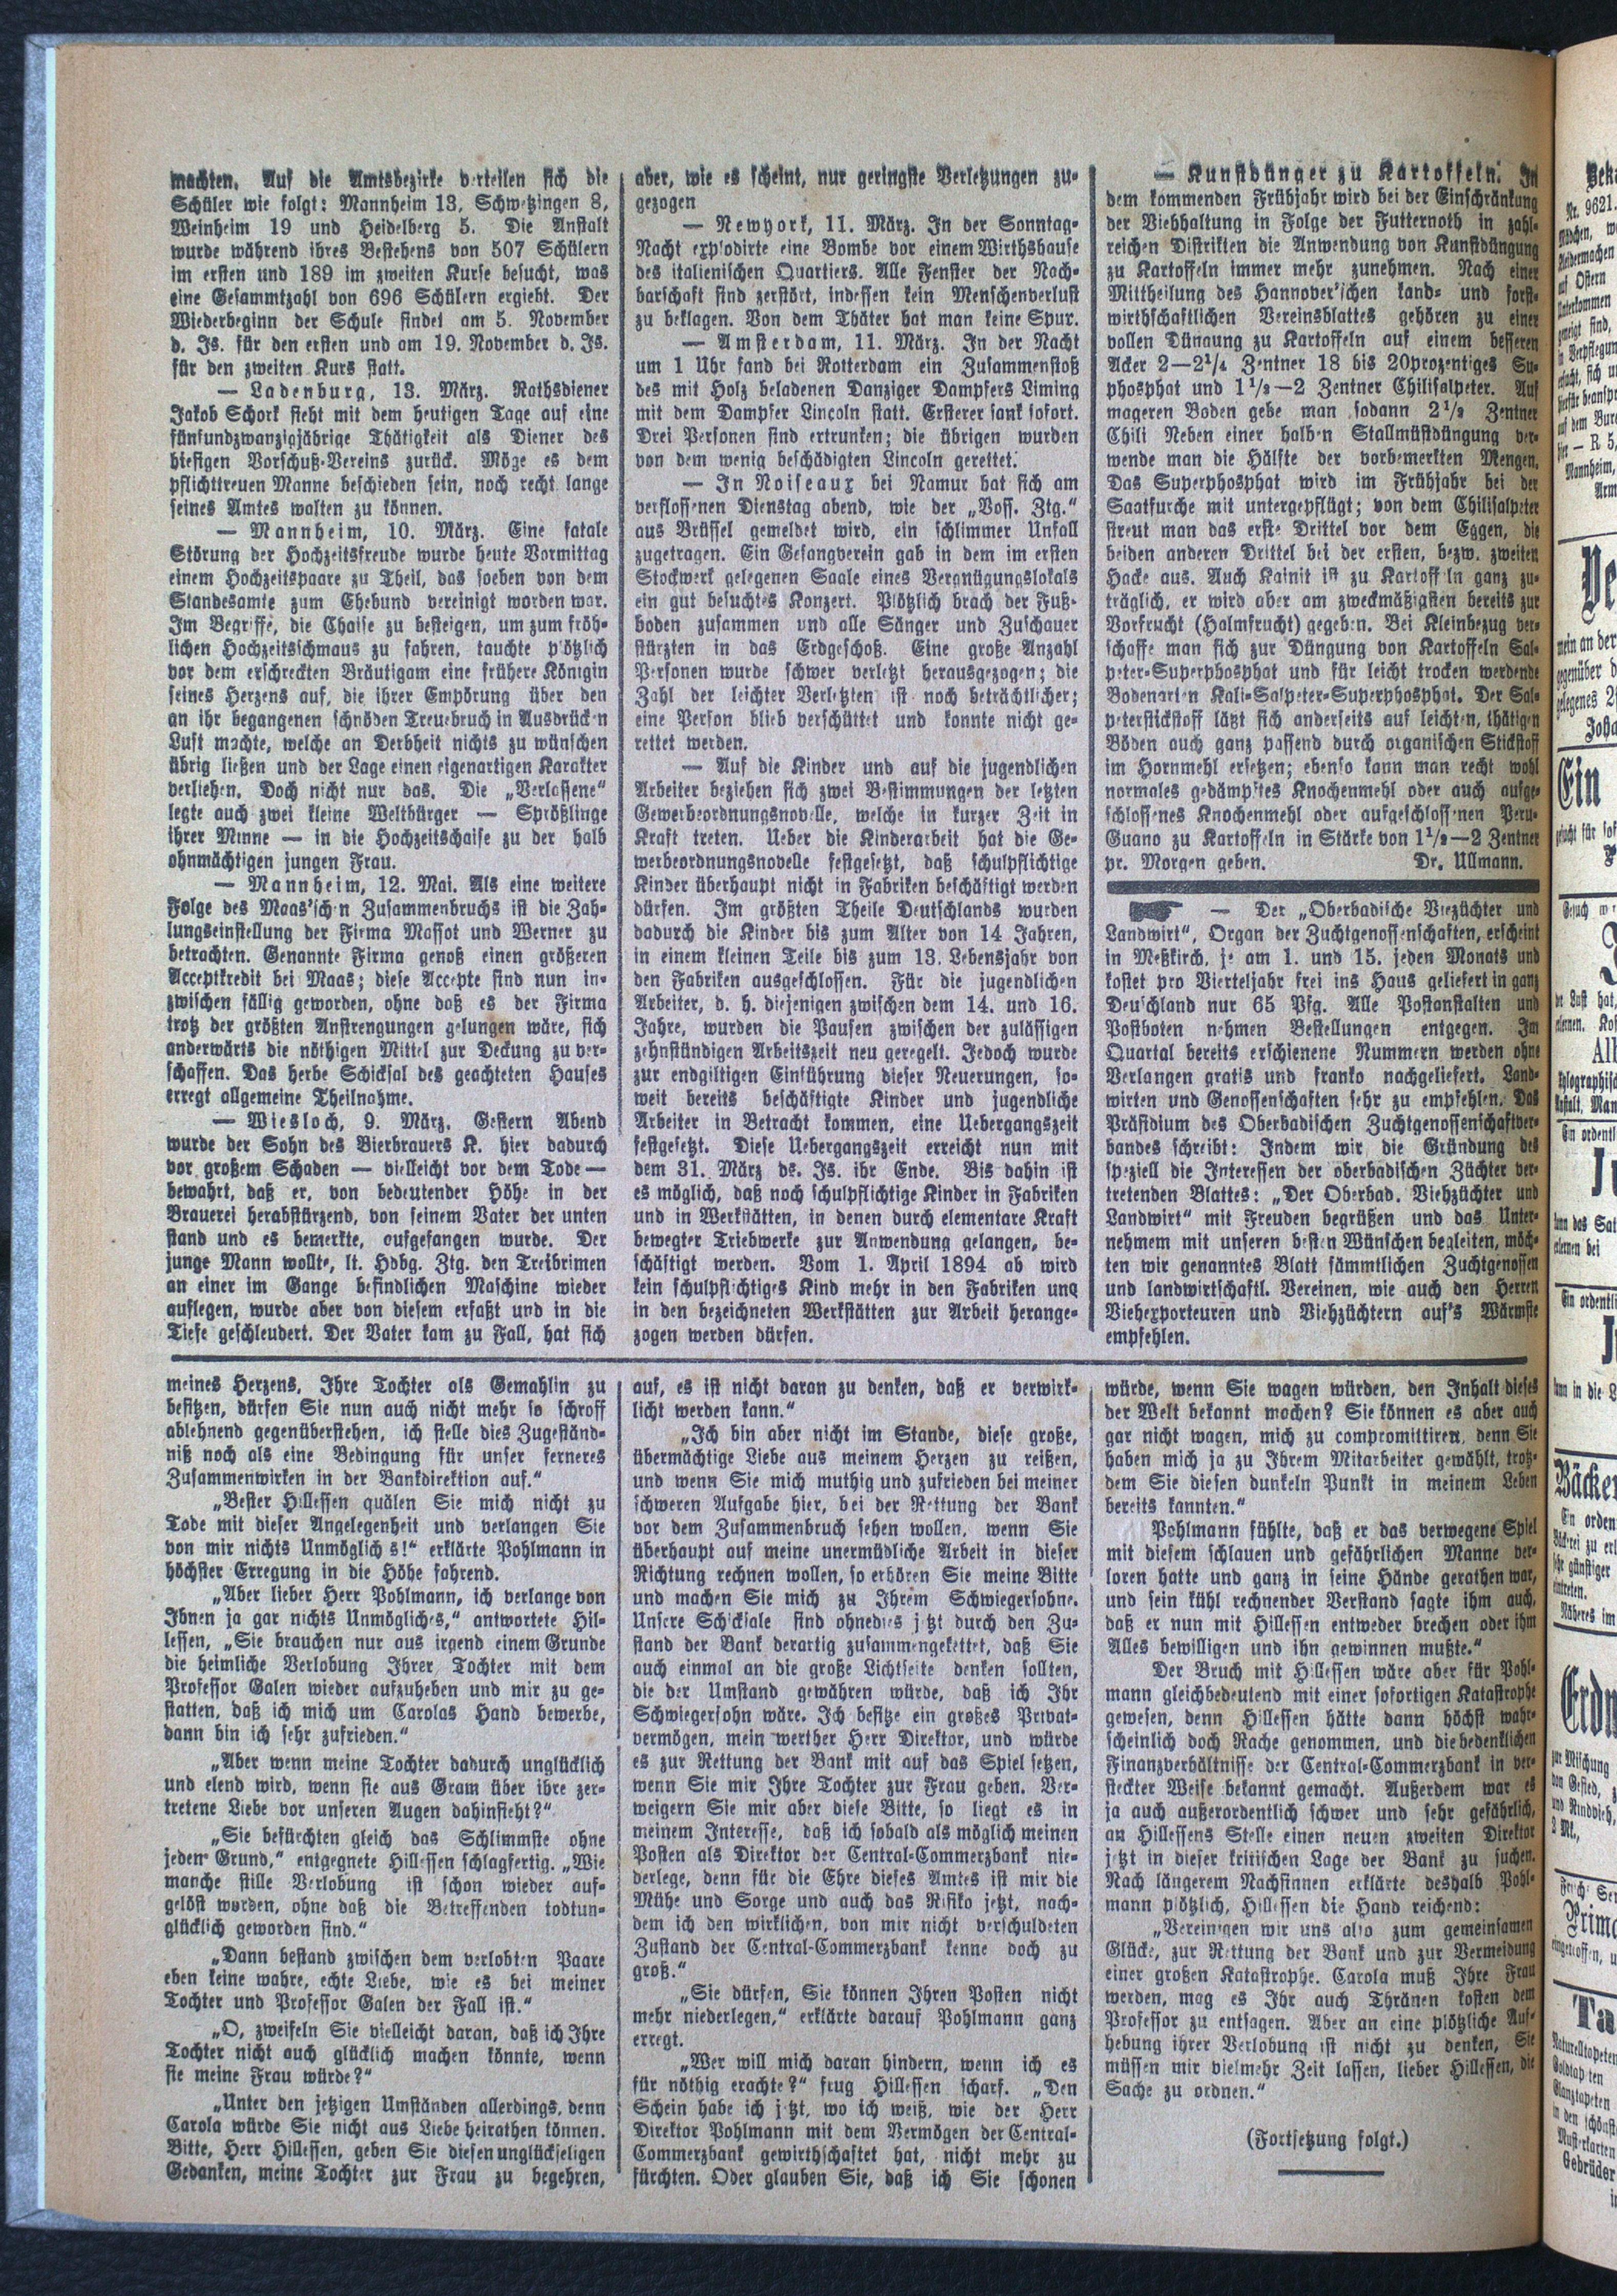 machten. Auf die Amtsbezirke verteilen sich die
Schüler wie folgt: Mannheim 13, Schwetzingen 8,
Weinheim 19 und Heidelberg 5. Die Anstalt
wurde während ihres Bestehens von 507 Schülern
im ersten und 189 im zweiten Kurse besucht, was
eine Gesammtzahl von 696 Schülern ergiebt. Der
Wiederbeginn der Schule findet am 5. November
d. Js. für den ersten und am 19. November d. Js.
für den zweiten Kurs statt.
— Ladenburg, 13. März. Rathsdiener
Jakob Schork sieht mit dem heutigen Tage auf eine
fünfundzwanzigjährige Thätigkeit als Diener des
hiesigen Vorschuß-Vereins zurück. Möge es dem
pflichttreuen Manne beschieden sein, noch recht lange
seines Amtes walten zu können.
— Mannheim, 10. März. Eine fatale
Störung der Hochzeitsfreude wurde heute Vormittag
einem Hochzeitspaare zu Theil, das soeben von dem
Standesamte zum Ehebund vereinigt worden war.
Im Begriffe, die Chaise zu besteigen, um zum fröh-
lichen Hochzeitsschmaus zu fahren, tauchte plötzlich
vor dem erschreckten Bräutigam eine frühere Königin
seines Herzens auf, die ihrer Empörung über den
an ihr begangenen schnöden Treuebruch in Ausdrücken
Luft machte, welche an Derbheit nichts zu wünschen
übrig ließen und der Lage einen eigenartigen Karakter
verliehen. Doch nicht nur das. Die „Verlassene“
legte auch zwei kleine Weltbürger — Sprößlinge
ihrer Minne — in die Hochzeitschaise zu der halb
ohnmächtigen jungen Frau.
— Mannheim, 12. Mai. Als eine weitere
Folge des Maas'schen Zusammenbruchs ist die Zah-
lungseinstellung der Firma Massot und Werner zu
betrachten. Genannte Firma genoß einen größeren
Acceptkredit bei Maas; diese Accepte sind nun in-
zwischen fällig geworden, ohne daß es der Firma
trotz der größten Anstrengungen gelungen wäre, sich
anderwärts die nöthigen Mittel zur Deckung zu ver-
schaffen. Das herbe Schicksal des geachteten Hauses
erregt allgemeine Theilnahme.
— Wiesloch, 9. März. Gestern Abend
wurde der Sohn des Bierbrauers K. hier dadurch
vor großem Schaden — vielleicht vor dem Tode —
bewahrt, daß er, von bedeutender Höhe in der
Brauerei herabstürzend, von seinem Vater der unten
stand und es bemerkte, aufgefangen wurde. Der
junge Mann wollte, lt. Hdbg. Ztg. den Treibrimen
an einer im Gange befindlichen Maschine wieder
auflegen, wurde aber von diesem erfaßt und in die
Tiefe geschleudert. Der Vater kam zu Fall, hat sich
aber, wie es scheint, nur geringste Verletzungen zu-
gezogen
— Newyork, 11. März. In der Sonntag-
Nacht explodirte eine Bombe vor einem Wirthshause
des italienischen Quartiers. Alle Fenster der Nach-
barschaft sind zerstört, indessen kein Menschenverlust
zu beklagen. Von dem Thäter hat man keine Spur.
— Amsterdam, 11. März. In der Nacht
um 1 Uhr fand bei Rotterdam ein Zusammenstoß
des mit Holz beladenen Danziger Dampfers Liming
mit dem Dampfer Lincoln statt. Ersterer sank sofort.
Drei Personen sind ertrunken; die übrigen wurden
von dem wenig beschädigten Lincoln gerettet.
— In Noiseaux bei Namur hat sich am
verflossenen Dienstag abend, wie der „Voss. Ztg.“
aus Brüssel gemeldet wird, ein schlimmer Unfall
zugetragen. Ein Gesangverein gab in dem im ersten
Stockwerk gelegenen Saale eines Vergnügungslokals
ein gut besuchtes Konzert. Plötzlich brach der Fuß-
boden zusammen und alle Sänger und Zuschauer
stürzten in das Erdgeschoß. Eine große Anzahl
Personen wurde schwer verletzt herausgezogen; die
Zahl der leichter Verletzten ist noch beträchtlicher;
eine Person blieb verschüttet und konnte nicht ge-
rettet werden.
— Auf die Kinder und auf die jugendlichen
Arbeiter beziehen sich zwei Bestimmungen der letzten
Gewerbeordnungsnovelle, welche in kurzer Zeit in
Kraft treten. Ueber die Kinderarbeit hat die Ge-
werbeordnungsnovelle festgesetzt, daß schulpflichtige
Kinder überhaupt nicht in Fabriken beschäftigt werden
dürfen. Im größten Theile Deutschlands wurden
dadurch die Kinder bis zum Alter von 14 Jahren,
in einem kleinen Teile bis zum 13. Lebensjahr von
den Fabriken ausgeschlossen. Für die jugendlichen
Arbeiter, d. h. diejenigen zwischen dem 14. und 16.
Jahre, wurden die Pausen zwischen der zulässigen
zehnstündigen Arbeitszeit neu geregelt. Jedoch wurde
zur endgiltigen Einführung dieser Neuerungen, so-
weit bereits beschäftigte Kinder und jugendliche
Arbeiter in Betracht kommen, eine Uebergangszeit
festgesetzt. Diese Uebergangszeit erreicht nun mit
dem 31. März ds. Js. ihr Ende. Bis dahin ist
es möglich, daß noch schulpflichtige Kinder in Fabriken
und in Werkstätten, in denen durch elementare Kraft
bewegter Triebwerke zur Anwendung gelangen, be-
schäftigt werden. Vom 1. April 1894 ab wird
kein schulpflichtiges Kind mehr in den Fabriken und
in den bezeichneten Werkstätten zur Arbeit herange-
zogen werden dürfen.
— Kunstdünger zu Kartoffeln. In
dem kommenden Frühjahr wird bei der Einschränkung
der Viehhaltung in Folge der Futternoth in zahl-
reichen Distrikten die Anwendung von Kunstdüngung
zu Kartoffeln immer mehr zunehmen. Nach einer
Mittheilung des Hannover'schen land- und forst-
wirthschaftlichen Vereinsblattes gehören zu einer
vollen Düngung zu Kartoffeln auf einem besseren
Acker 2—2¼ Zentner 18 bis 20prozentiges Su-
phosphat und 1½—2 Zentner Chilisalpeter. Auf
mageren Boden gebe man sodann 2½ Zentner
Chili Neben einer halben Stallmüstdüngung ver-
wende man die Hälfte der vorbemerkten Mengen.
Das Superphosphat wird im Frühjahr bei der
Saatfurche mit untergepflügt; von dem Chilisalpeter
streut man das erste Drittel vor dem Eggen, die
beiden anderen Drittel bei der ersten, bezw. zweiten
Hacke aus. Auch Kainit ist zu Kartoffeln ganz zu-
träglich, er wird aber am zweckmäßigsten bereits zur
Vorfrucht (Halmfrucht) gegeben. Bei Kleinbezug ver-
schaffe man sich zur Düngung von Kartoffeln Sal-
peter-Superphosphat und für leicht trocken werdende
Bodenarten Kali-Salpeter-Superphosphat. Der Sal-
peterstickstoff läßt sich anderseits auf leichten, thätigen
Böden auch ganz passend durch organischen Stickstoff
im Hornmehl ersetzen; ebenso kann man recht wohl
normales gedämpftes Knochenmehl oder auch aufge-
schlossenes Knochenmehl oder aufgeschlossenen Peru-
Guano zu Kartoffeln in Stärke von 1½—2 Zentner
pr. Morgen geben. Dr. Ullmann.
— Der „Oberbadische Viezüchter und
Landwirt“, Organ der Zuchtgenossenschaften, erscheint
in Meßkirch, je am 1. und 15. jeden Monats und
kostet pro Vierteljahr frei ins Haus geliefert in ganz
Deutschland nur 65 Pfg. Alle Postanstalten und
Postboten nehmen Bestellungen entgegen. Im
Quartal bereits erschienene Nummern werden ohne
Verlangen gratis und franko nachgeliefert. Land-
wirten und Genossenschaften sehr zu empfehlen. Das
Präsidium des Oberbadischen Zuchtgenossenschaftver-
bandes schreibt: Indem wir die Gründung des
speziell die Interessen der oberbadischen Züchter ver-
tretenden Blattes: „Der Oberbad. Viehzüchter und
Landwirt“ mit Freuden begrüßen und das Unter-
nehmem mit unseren besten Wünschen begleiten, möch-
ten wir genanntes Blatt sämmtlichen Zuchtgenossen
und landwirtschaftl. Vereinen, wie auch den Herren
Viehexporteuren und Viehzüchtern auf's Wärmste
empfehlen.
meines Herzens, Ihre Tochter als Gemahlin zu
besitzen, dürfen Sie nun auch nicht mehr so schroff
ablehnend gegenüberstehen, ich stelle dies Zugeständ-
niß noch als eine Bedingung für unser ferneres
Zusammenwirken in der Bankdirektion auf.“
„Bester Hillessen quälen Sie mich nicht zu
Tode mit dieser Angelegenheit und verlangen Sie
von mir nichts Unmögliches!“ erklärte Pohlmann in
höchster Erregung in die Höhe fahrend.
„Aber lieber Herr Pohlmann, ich verlange von
Ihnen ja gar nichts Unmögliches,“ antwortete Hil-
lessen, „Sie brauchen nur aus irgend einem Grunde
die heimliche Verlobung Ihrer Tochter mit dem
Professor Galen wieder aufzuheben und mir zu ge-
statten, daß ich mich um Carolas Hand bewerbe,
dann bin ich sehr zufrieden.“
„Aber wenn meine Tochter dadurch unglücklich
und elend wird, wenn sie aus Gram über ihre zer-
tretene Liebe vor unseren Augen dahinsieht?“
„Sie befürchten gleich das Schlimmste ohne
jeden Grund,“ entgegnete Hillessen schlagfertig. „Wie
manche stille Verlobung ist schon wieder auf-
gelöst worden, ohne daß die Betreffenden todtun-
glücklich geworden sind.“
„Dann bestand zwischen dem verlobten Paare
eben keine wahre, echte Liebe, wie es bei meiner
Tochter und Professor Galen der Fall ist.“
„O, zweifeln Sie vielleicht daran, daß ich Ihre
Tochter nicht auch glücklich machen könnte, wenn
sie meine Frau würde?“
„Unter den jetzigen Umständen allerdings, denn
Carola würde Sie nicht aus Liebe heirathen können.
Bitte, Herr Hillessen, geben Sie diesen unglückseligen
Gedanken, meine Tochter zur Frau zu begehren,
auf, es ist nicht daran zu denken, daß er verwirk-
licht werden kann.“
„Ich bin aber nicht im Stande, diese große,
übermächtige Liebe aus meinem Herzen zu reißen,
und wenn Sie mich muthig und zufrieden bei meiner
schweren Aufgabe hier, bei der Rettung der Bank
vor dem Zusammenbruch sehen wollen, wenn Sie
überhaupt auf meine unermüdliche Arbeit in dieser
Richtung rechnen wollen, so erhören Sie meine Bitte
und machen Sie mich zu Ihrem Schwiegersohne.
Unsere Schicksale sind ohnedies jetzt durch den Zu-
stand der Bank derartig zusammengekettet, daß Sie
auch einmal an die große Lichtseite denken sollten,
die der Umstand gewähren würde, daß ich Ihr
Schwiegersohn wäre. Ich besitze ein großes Privat-
vermögen, mein werther Herr Direktor, und würde
es zur Rettung der Bank mit auf das Spiel setzen,
wenn Sie mir Ihre Tochter zur Frau geben. Ver-
weigern Sie mir aber diese Bitte, so liegt es in
meinem Interesse, daß ich sobald als möglich meinen
Posten als Direktor der Central-Commerzbank nie-
derlege, denn für die Ehre dieses Amtes ist mir die
Mühe und Sorge und auch das Risiko jetzt, nach-
dem ich den wirklichen, von mir nicht verschuldeten
Zustand der Central-Commerzbank kenne doch zu
groß.“
„Sie dürfen, Sie können Ihren Posten nicht
mehr niederlegen,“ erklärte darauf Pohlmann ganz
erregt.
„Wer will mich daran hindern, wenn ich es
für nöthig erachte?“ frug Hillessen scharf. „Den
Schein habe ich jetzt, wo ich weiß, wie der Herr
Direktor Pohlmann mit dem Vermögen der Central-
Commerzbank gewirthschaftet hat, nicht mehr zu
fürchten. Oder glauben Sie, daß ich Sie schonen
würde, wenn Sie wagen würden, den Inhalt dieses
der Welt bekannt machen? Sie können es aber auch
gar nicht wagen, mich zu compromittiren, denn Sie
haben mich ja zu Ihrem Mitarbeiter gewählt, trotz-
dem Sie diesen dunkeln Punkt in meinem Leben
bereits kannten.“
Pohlmann fühlte, daß er das verwegene Spiel
mit diesem schlauen und gefährlichen Manne ver-
loren hatte und ganz in seine Hände gerathen war,
und sein kühl rechnender Verstand sagte ihm auch,
daß er nun mit Hillessen entweder brechen oder ihm
Alles bewilligen und ihn gewinnen mußte.“
Der Bruch mit Hillessen wäre aber für Pohl-
mann gleichbedeutend mit einer sofortigen Katastrophe
gewesen, denn Hillessen hätte dann höchst wahr-
scheinlich doch Rache genommen, und die bedenklichen
Finanzverhältnisse der Central-Commerzbank in ver-
steckter Weise bekannt gemacht. Außerdem war es
ja auch außerordentlich schwer und sehr gefährlich,
an Hillessens Stelle einen neuen zweiten Direktor
jetzt in dieser kritischen Lage der Bank zu suchen.
Nach längerem Nachsinnen erklärte deshalb Pohl-
mann plötzlich, Hillessen die Hand reichend:
„Vereinigen wir uns also zum gemeinsamen
Glücke, zur Rettung der Bank und zur Vermeidung
einer großen Katastrophe. Carola muß Ihre Frau
werden, mag es Ihr auch Thränen kosten dem
Professor zu entsagen. Aber an eine plötzliche Auf-
hebung ihrer Verlobung ist nicht zu denken, Sie
müssen mir vielmehr Zeit lassen, lieber Hillessen, die
Sache zu ordnen.“
(Fortsetzung folgt.)